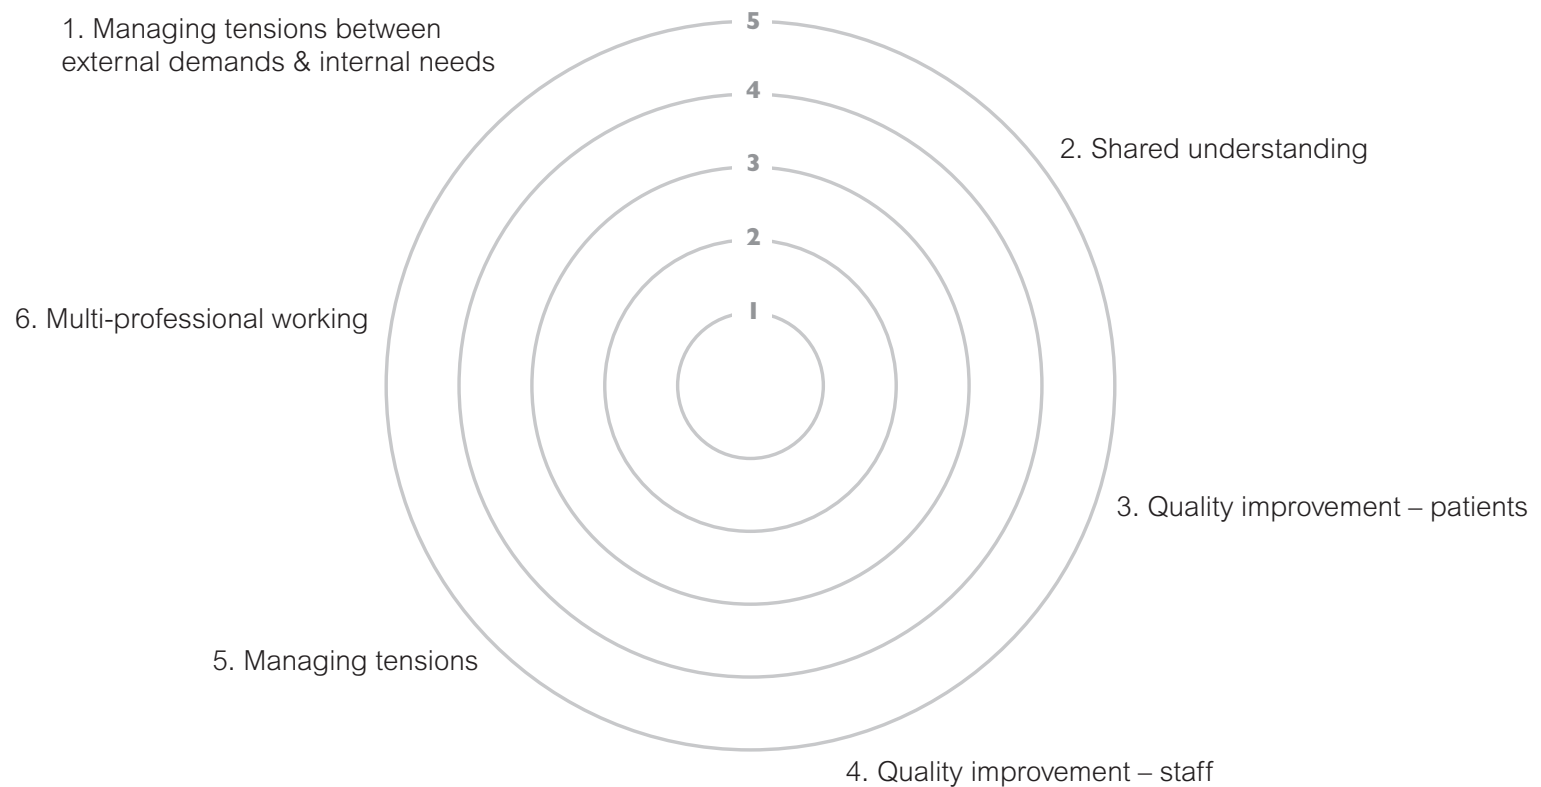 1. Managing tensions between
external demands & internal needs
5
4
3
2
1
2. Shared understanding
6. Multi-professional working
3. Quality improvement – patients
5. Managing tensions
4. Quality improvement – staff